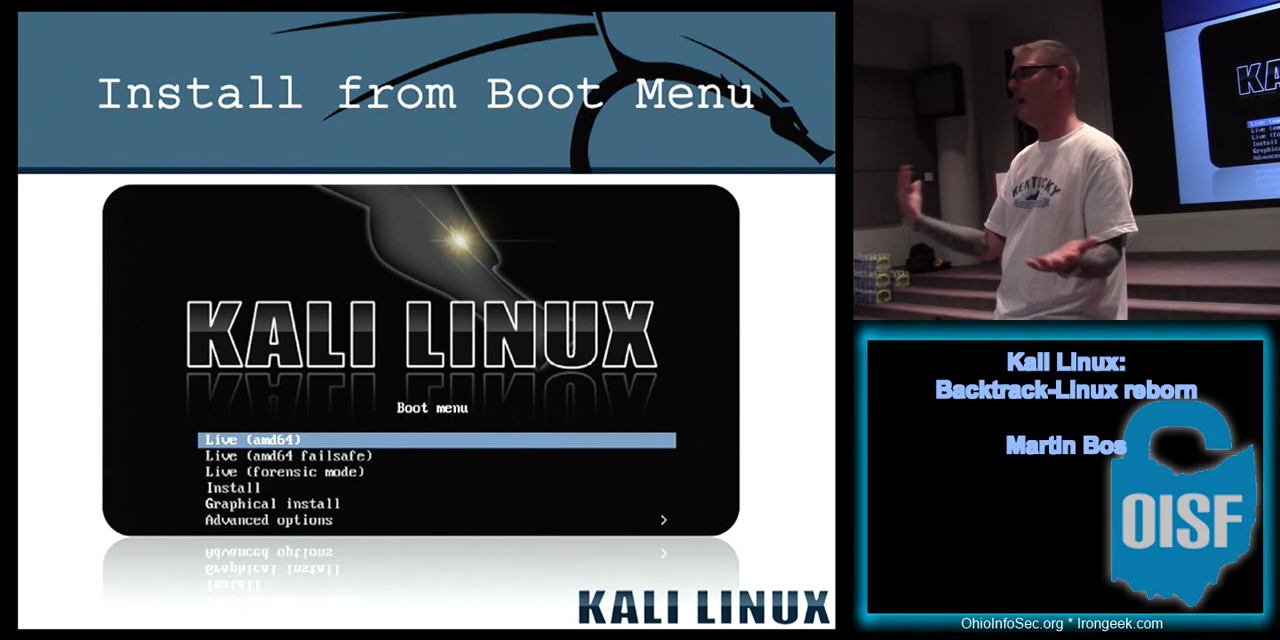 Install from Boot Menu
KALI LINUX
Boot menu
Live (amd64)
Live (amd64 failsafe)
Live (forensic mode)
Install
Graphical install
Advanced options >
KALI LINUX
KENTUCKY
Kali Linux:
Backtrack-Linux reborn
Martin Bos
OISF
OhioInfoSec.org * Irongeek.com